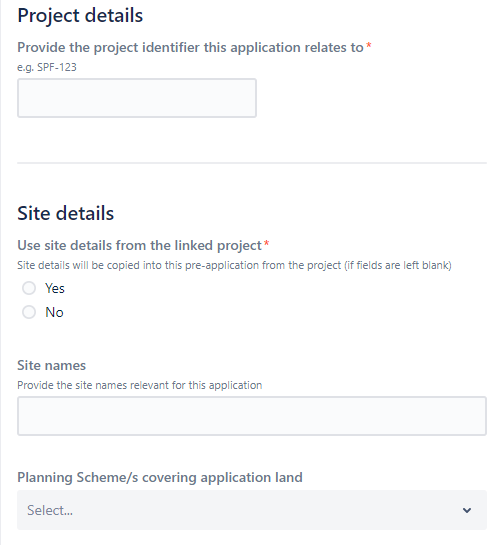 Project details
Provide the project identifier this application relates to *
e.g. SPF-123
Site details
Use site details from the linked project *
Site details will be copied into this pre-application from the project (if fields are left blank)
Yes
No
Site names
Provide the site names relevant for this application
Planning Scheme/s covering application land
Select...